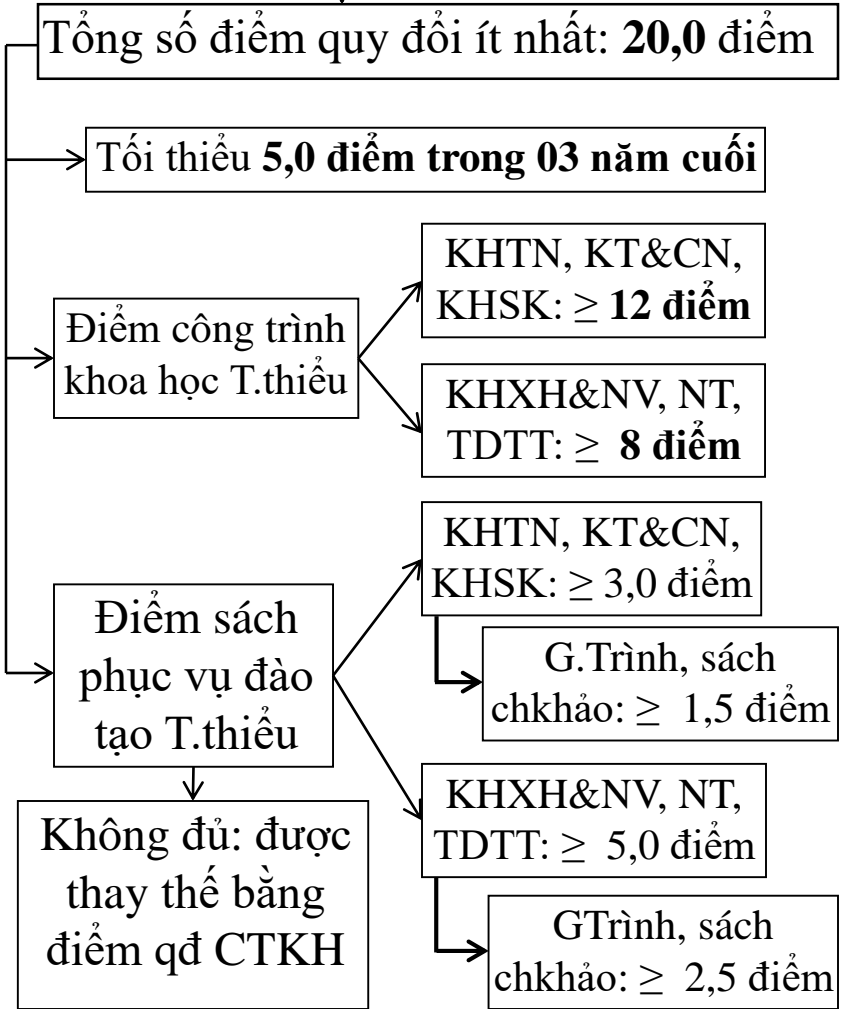 Tổng số điểm quy đổi ít nhất: 20,0 điểm
Tối thiểu 5,0 điểm trong 03 năm cuối
Điểm công trình
khoa học T.thiểu
KHTN, KT&CN,
KHSK: ≥ 12 điểm
KHXH&NV, NT,
TDTT: ≥ 8 điểm
Điểm sách
phục vụ đào
tạo T.thiểu
KHTN, KT&CN,
KHSK: ≥ 3,0 điểm
G.Trình, sách
chkhảo: ≥ 1,5 điểm
KHXH&NV, NT,
TDTT: ≥ 5,0 điểm
GTrình, sách
chkhảo: ≥ 2,5 điểm
Không đủ: được
thay thế bằng
điểm qđ CTKH